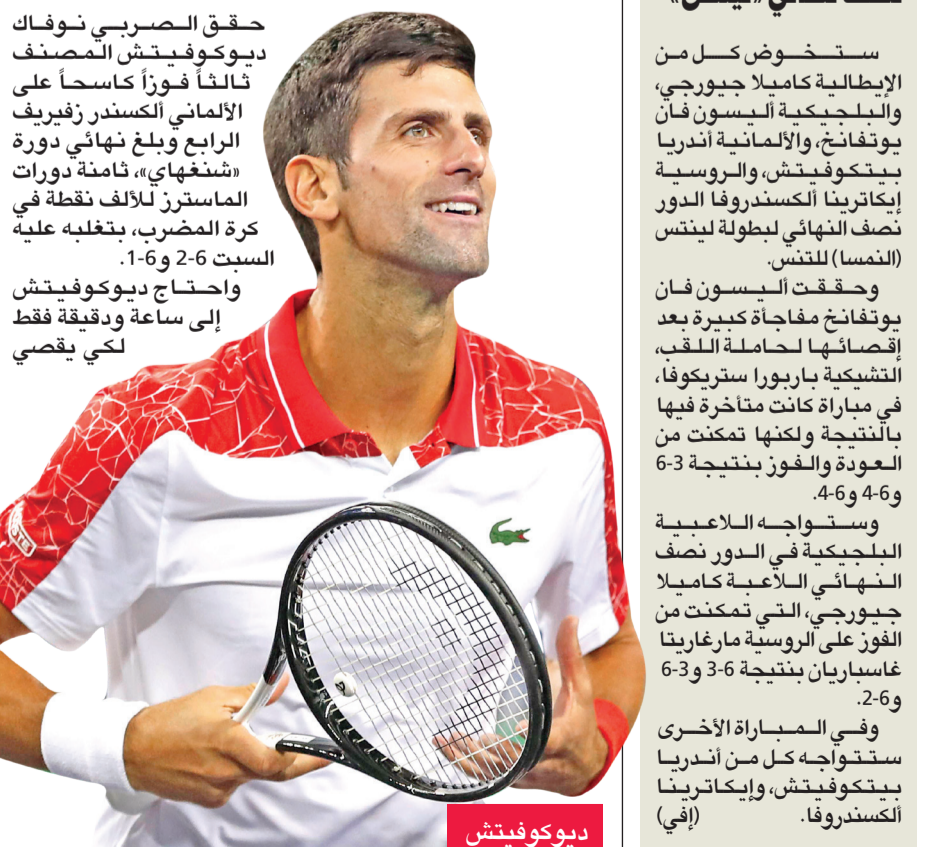 ستخوض كل من
الإيطالية كاميلا جيورجي،
والبلجيكية أليسون فان
يوتفانخ، والألمانية أندريا
بيتكوفيتش، والروسية
إيكاترينا ألكسندروفا الدور
نصف النهائي لبطولة لينتس
(النمسا) للتنس.
وحققت أليسون فان
يوتفانخ مفاجأة كبيرة بعد
إقصائها لحاملة اللقب،
التشيكية باربورا ستريكوفا،
في مباراة كانت متأخرة فيها
بالنتيجة ولكنها تمكنت من
العودة والفوز بنتيجة 3-6
و6-4 و6-4.
وستواجه اللاعبية
البلجيكية في الدور نصف
النهائي اللاعبة كاميلا
جيورجي، التي تمكنت من
الفوز على الروسية مارغاريتا
غاسباريان بنتيجة 6-3 و3-6
و6-2.
وفي المباراة الأخرى
ستتواجه كل من أندريا
بيتكوفيتش، وإيكاترينا
ألكسندروفا. (إفي)
حقق الصربي نوفاك
ديوكوفيتش المصنف
ثالثاً فوزاً كاسحاً على
الألماني ألكسندر زفيريف
الرابع وبلغ نهائي دورة
«شنغهاي»، ثامنة دورات
الماسترز للألف نقطة في
كرة المضرب، بتغلبه عليه
السبت 6-2 و6-1.
واحتاج ديوكوفيتش
إلى ساعة ودقيقة فقط
لكي يقصي
ديوكوفيتش